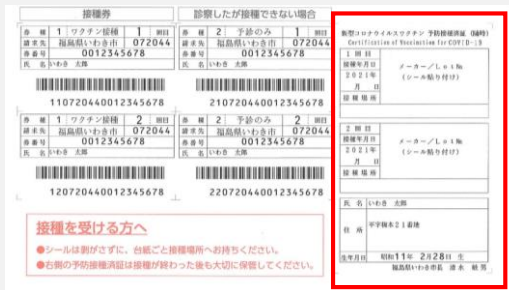 接種券
診察したが接種できない場合
券 種 1 ワクチン接種 1 回目
請求先 福島県いわき市 072044
券番号 0012345678
氏 名 いわき 太郎
110720440012345678
券 種 2 予診のみ 1 回目
請求先 福島県いわき市 072044
券番号 0012345678
氏 名 いわき 太郎
210720440012345678
券 種 1 ワクチン接種 2 回目
請求先 福島県いわき市 072044
券番号 0012345678
氏 名 いわき 太郎
120720440012345678
券 種 2 予診のみ 2 回目
請求先 福島県いわき市 072044
券番号 0012345678
氏 名 いわき 太郎
220720440012345678
接種を受ける方へ
●シールは剥がさずに、台紙ごと接種場所へお持ちください。
●右側の予防接種済証は接種が終わった後も大切に保管してください。
新型コロナウイルスワクチン 予防接種済証 (臨時)
Certification of Vaccination for COVID-19
1 回 目
接種年月日
2021年
月 日
メーカー/Lot No.
(シール貼り付け)
接種場所
2 回 目
接種年月日
2021年
月 日
メーカー/Lot No.
(シール貼り付け)
接種場所
氏 名 いわき 太郎
住 所 平字梅本21番地
生年月日 昭和11年 2月28日 生
福島県いわき市長 清水 敏男